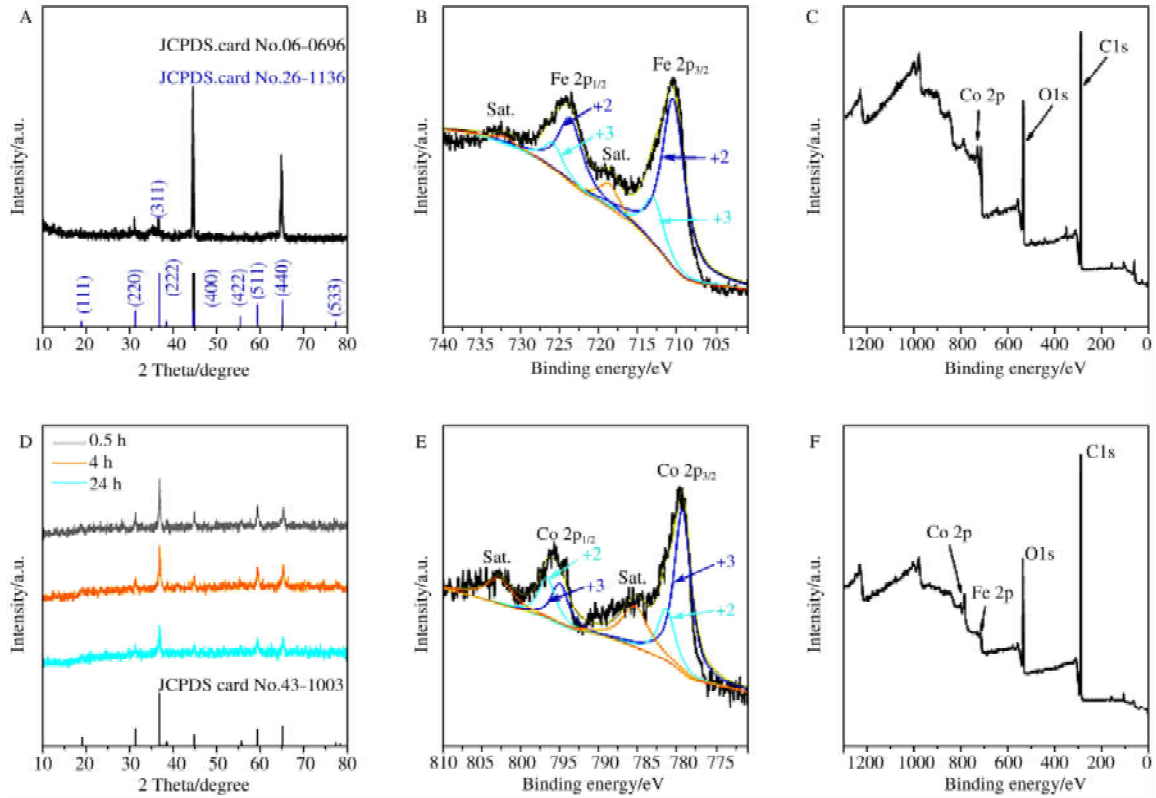 A
JCPDS.card No.06-0696
JCPDS.card No.26-1136
(311)
(111)
(220)
(222)
(400)
(422)
(511)
(440)
(533)
10 20 30 40 50 60 70 80
2 Theta/degree
Intensity/a.u.
B
Fe 2p3/2
Fe 2p1/2
Sat.
+2
+3
Sat.
+2
+3
740 735 730 725 720 715 710 705
Binding energy/eV
Intensity/a.u.
C
C1s
Co 2p
O1s
1200 1000 800 600 400 200 0
Binding energy/eV
Intensity/a.u.
D
0.5 h
4 h
24 h
JCPDS card No.43-1003
10 20 30 40 50 60 70 80
2 Theta/degree
Intensity/a.u.
E
Co 2p3/2
Co 2p1/2
Sat.
+2
+3
Sat.
+3
+2
810 805 800 795 790 785 780 775
Binding energy/eV
Intensity/a.u.
F
C1s
Co 2p
O1s
Fe 2p
1200 1000 800 600 400 200 0
Binding energy/eV
Intensity/a.u.